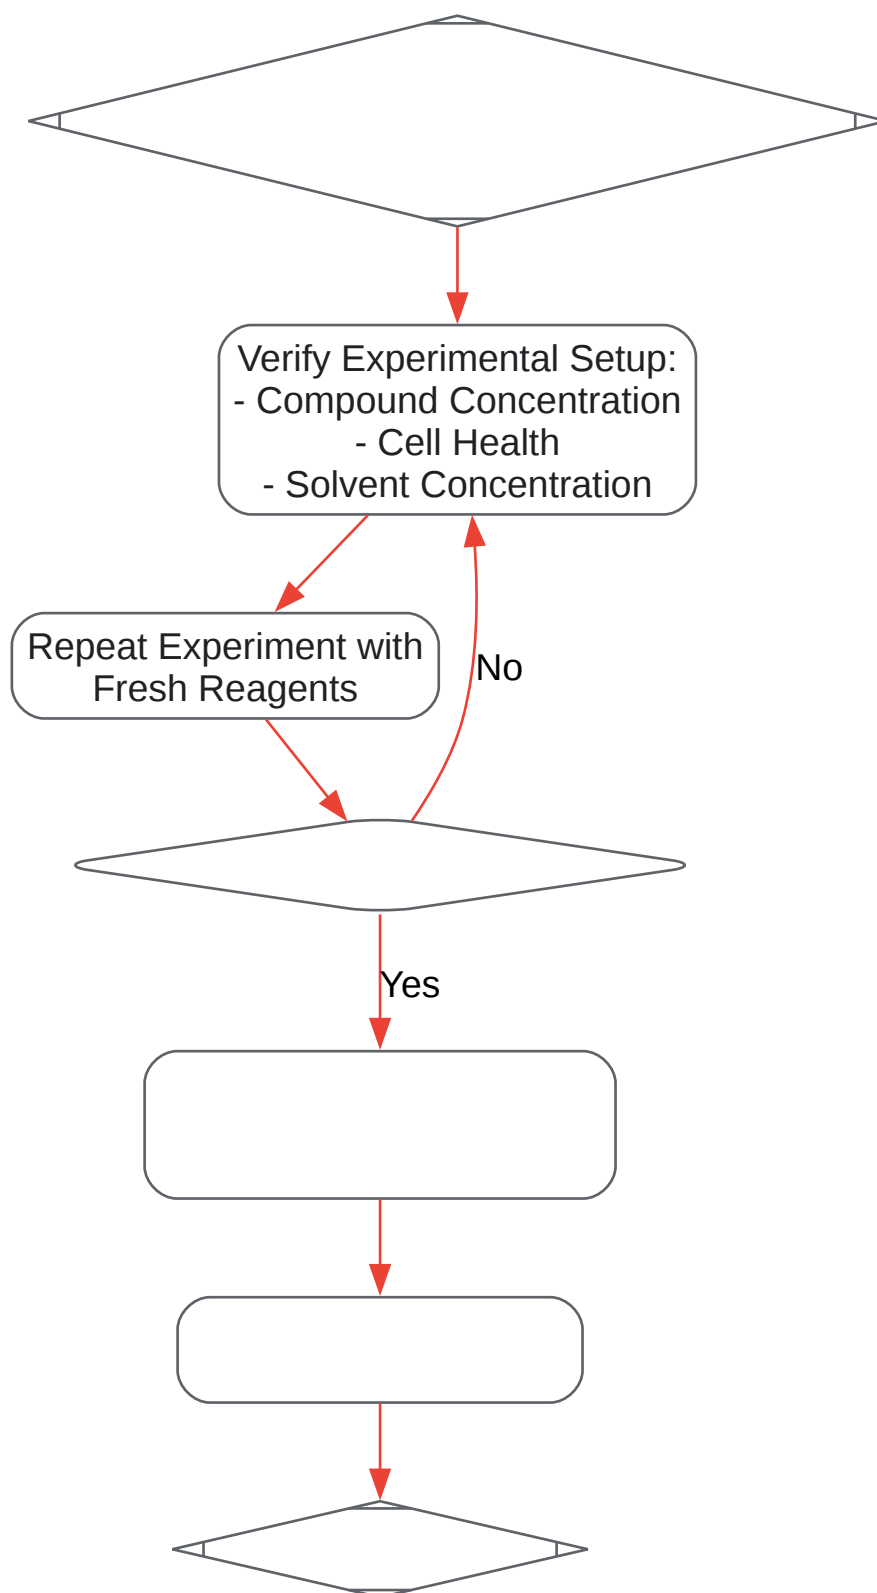 Verify Experimental Setup:
- Compound Concentration
- Cell Health
- Solvent Concentration
Repeat Experiment with
Fresh Reagents
No
Yes